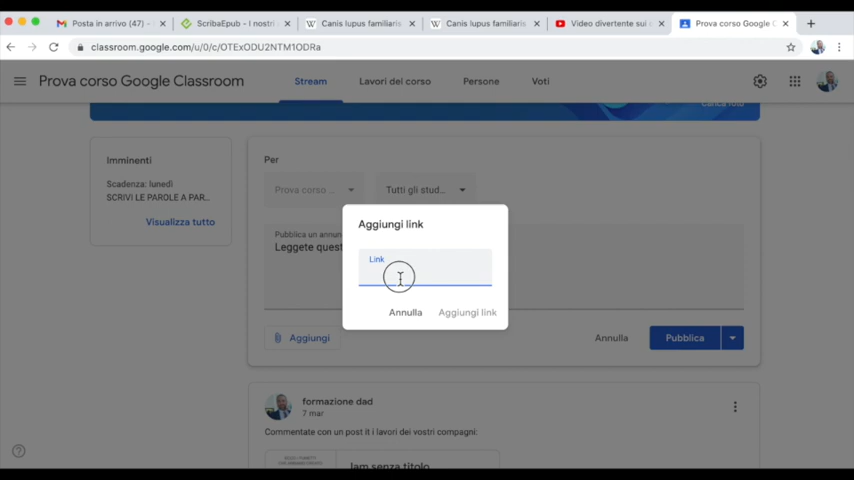 Posta in arrivo (47) -
ScribaEpub - I nostri
Canis lupus familiaris
Canis lupus familiaris
Video divertente sui
Prova corso Google C
classroom.google.com/u/0/c/OTExODU2NTM1ODRa
Prova corso Google Classroom
Stream
Lavori del corso
Persone
Voti
Carica foto
Imminenti
Scadenza: lunedì
SCRIVI LE PAROLE A PAR...
Visualizza tutto
Per
Prova corso ...
Tutti gli stud...
Pubblica un annun
Leggete quest
Aggiungi link
Link
Annulla
Aggiungi link
Aggiungi
Annulla
Pubblica
formazione dad
7 mar
Commentate con un post it i lavori dei vostri compagni:
Jam senza titolo